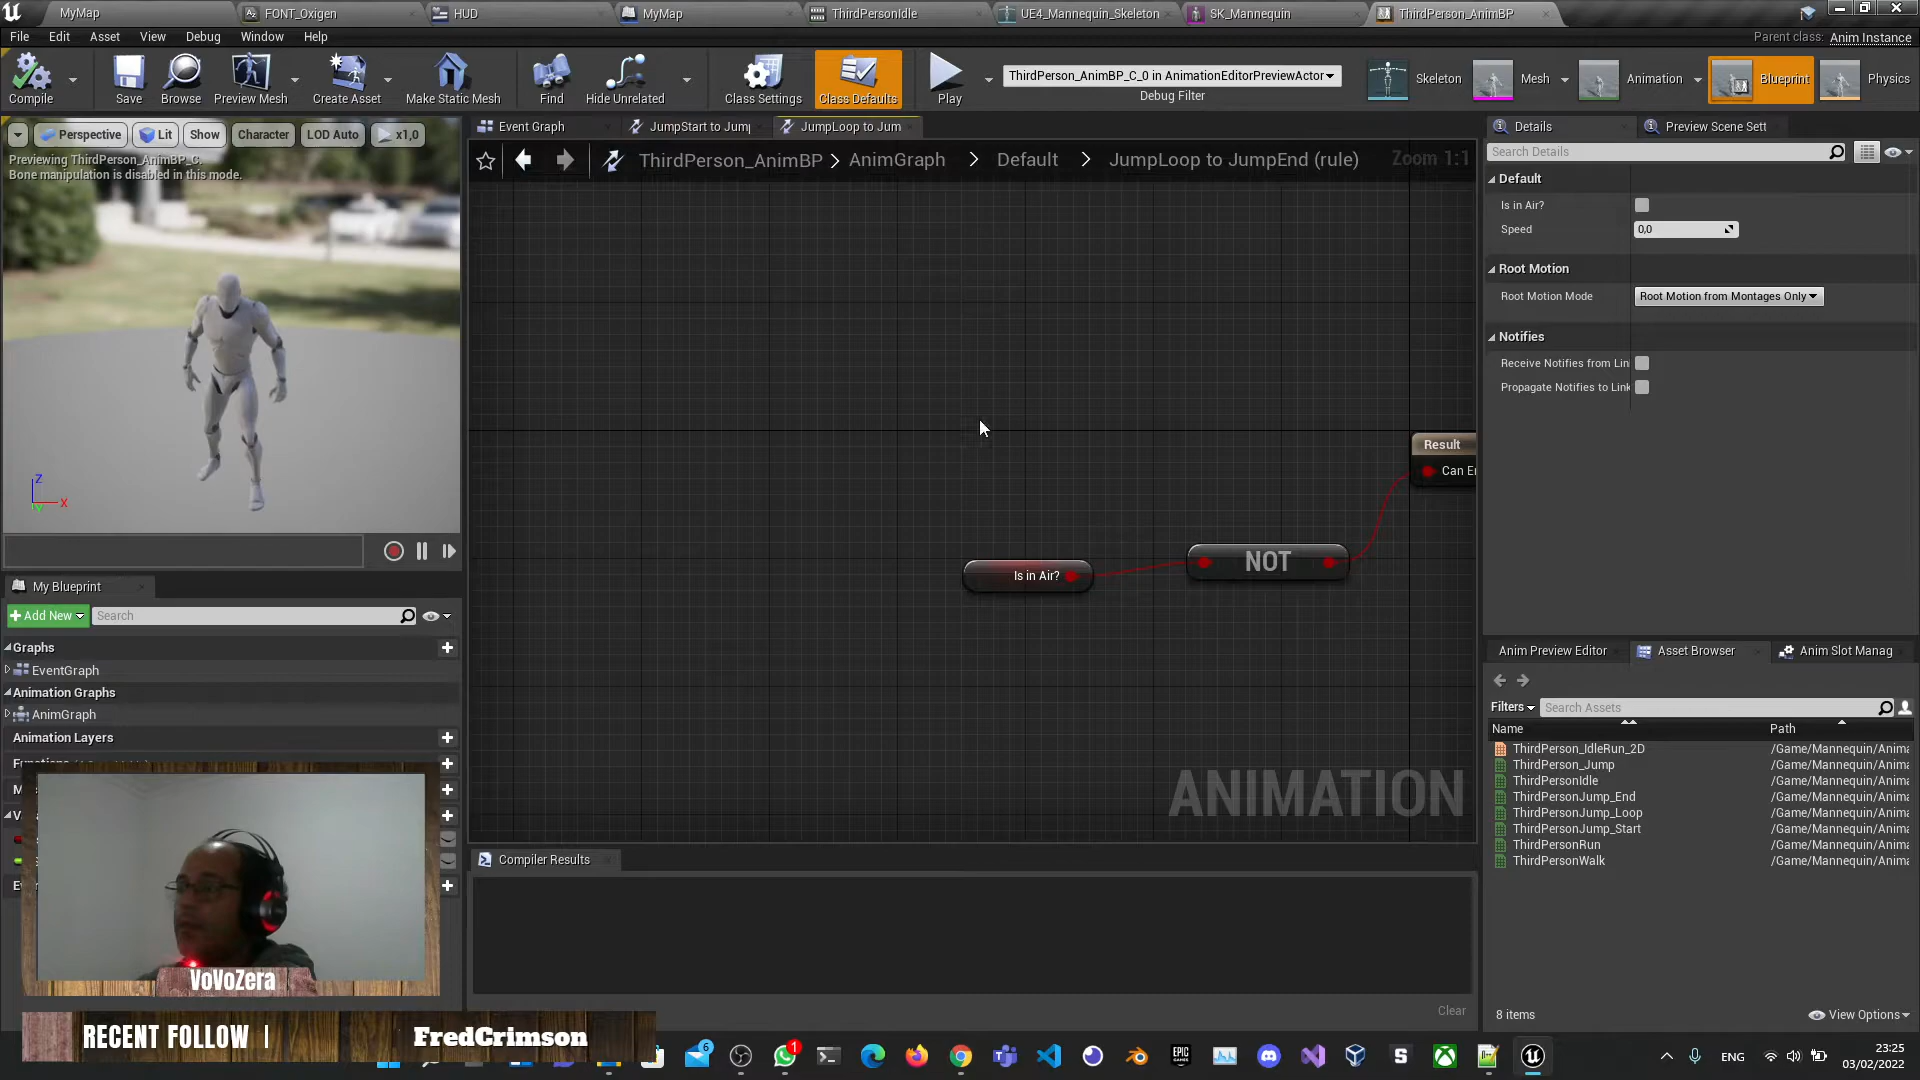 MyMap
FONT_Oxigen
HUD
MyMap
ThirdPersonIdle
UE4_Mannequin_Skeleton
SK_Mannequin
ThirdPerson_AnimBP
File
Edit
Asset
View
Debug
Window
Help
Parent class:
Anim Instance
Compile
Save
Browse
Preview Mesh
Create Asset
Make Static Mesh
Find
Hide Unrelated
Class Settings
Class Defaults
Play
ThirdPerson_AnimBP_C_0 in AnimationEditorPreviewActor
Debug Filter
Skeleton
Mesh
Animation
Blueprint
Physics
Perspective
Lit
Show
Character
LOD Auto
x1,0
Previewing ThirdPerson_AnimBP_C.
Bone manipulation is disabled in this mode.
Z
X
Y
Event Graph
JumpStart to Jum
JumpLoop to Jum
ThirdPerson_AnimBP
AnimGraph
Default
JumpLoop to JumpEnd (rule)
Zoom 1:1
Is in Air?
NOT
Result
Can E
ANIMATION
Details
Preview Scene Sett
Search Details
Default
Is in Air?
Speed
0,0
Root Motion
Root Motion Mode
Root Motion from Montages Only
Notifies
Receive Notifies from Lin
Propagate Notifies to Link
My Blueprint
Add New
Search
Graphs
EventGraph
Animation Graphs
AnimGraph
Animation Layers
Compiler Results
Clear
Anim Preview Editor
Asset Browser
Anim Slot Manag
Filters
Search Assets
Name
Path
ThirdPerson_IdleRun_2D
/Game/Mannequin/Anima
ThirdPerson_Jump
/Game/Mannequin/Anima
ThirdPersonIdle
/Game/Mannequin/Anima
ThirdPersonJump_End
/Game/Mannequin/Anima
ThirdPersonJump_Loop
/Game/Mannequin/Anima
ThirdPersonJump_Start
/Game/Mannequin/Anima
ThirdPersonRun
/Game/Mannequin/Anima
ThirdPersonWalk
/Game/Mannequin/Anima
8 items
View Options
VoVoZera
RECENT FOLLOW |
FredCrimson
6
1
EPIC
GAMES
S
ENG
23:25
03/02/2022